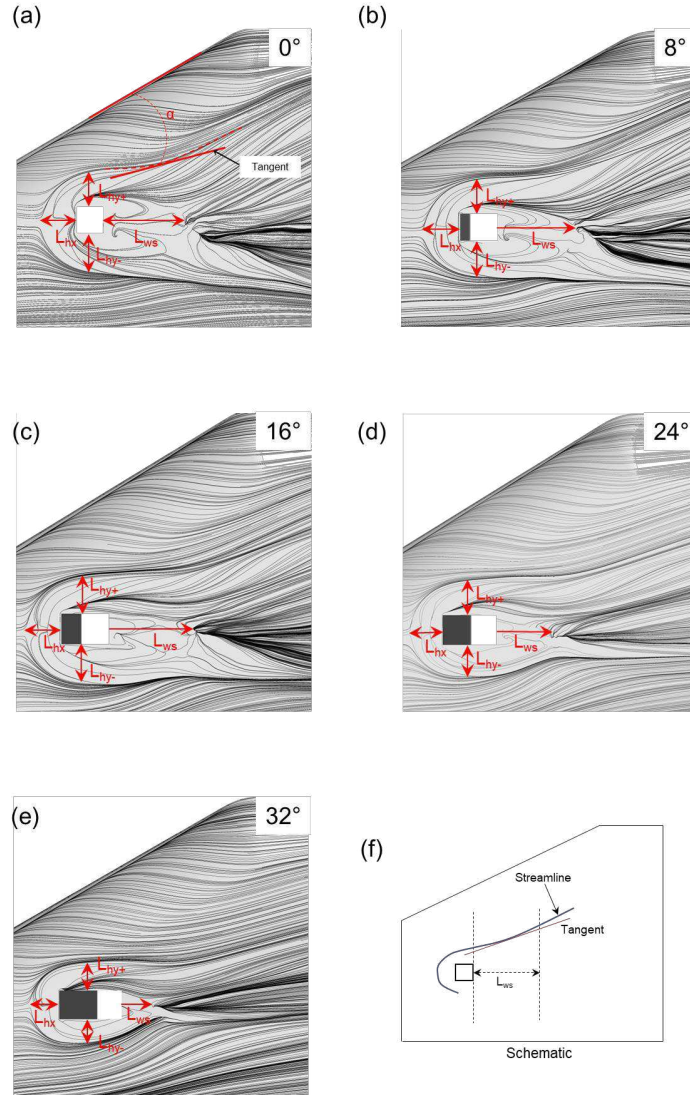 (a)
0°
α
Tangent
Lhy+
Lhx
Lws
Lhy-
(b)
8°
Lhy+
Lhx
Lws
Lhy-
(c)
16°
Lhy+
Lhx
Lws
Lhy-
(d)
24°
Lhy+
Lhx
Lws
Lhy-
(e)
32°
Lhy+
Lhx
Lws
Lhy-
(f)
Streamline
Tangent
Lws
Schematic